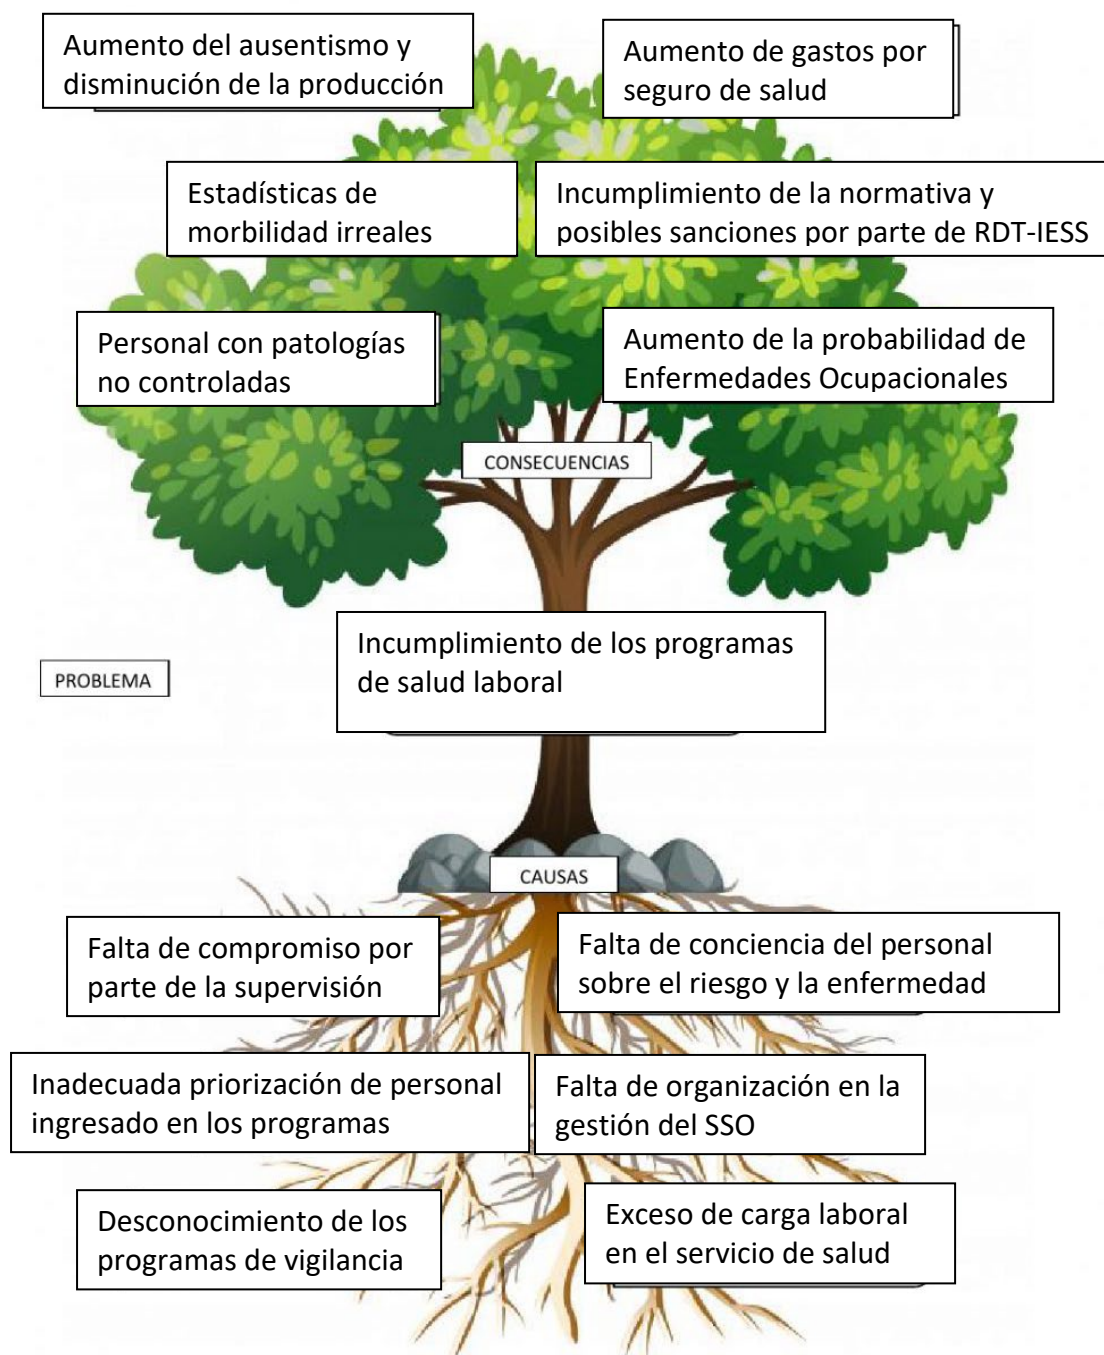 Aumento del ausentismo y
disminución de la producción
Aumento de gastos por
seguro de salud
Estadísticas de
morbilidad irreales
Incumplimiento de la normativa y
posibles sanciones por parte de RDT-IESS
Personal con patologías
no controladas
Aumento de la probabilidad de
Enfermedades Ocupacionales
CONSECUENCIAS
Incumplimiento de los programas
de salud laboral
PROBLEMA
CAUSAS
Falta de compromiso por
parte de la supervisión
Falta de conciencia del personal
sobre el riesgo y la enfermedad
Inadecuada priorización de personal
ingresado en los programas
Falta de organización en la
gestión del SSO
Desconocimiento de los
programas de vigilancia
Exceso de carga laboral
en el servicio de salud